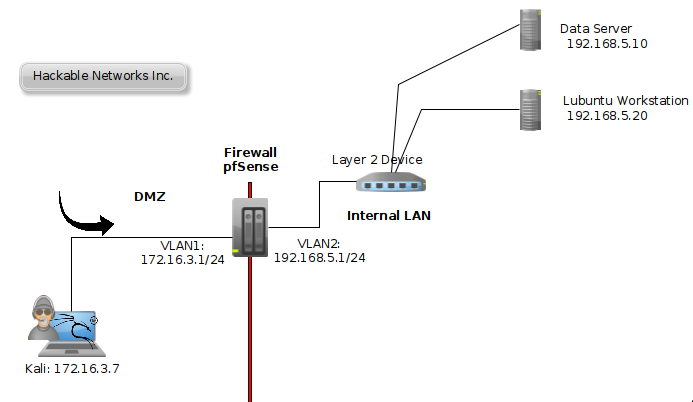 Hackable Networks Inc.
Data Server
192.168.5.10
Lubuntu Workstation
192.168.5.20
Firewall
pfSense
Layer 2 Device
DMZ
Internal LAN
VLAN1:
172.16.3.1/24
VLAN2:
192.168.5.1/24
Kali: 172.16.3.7